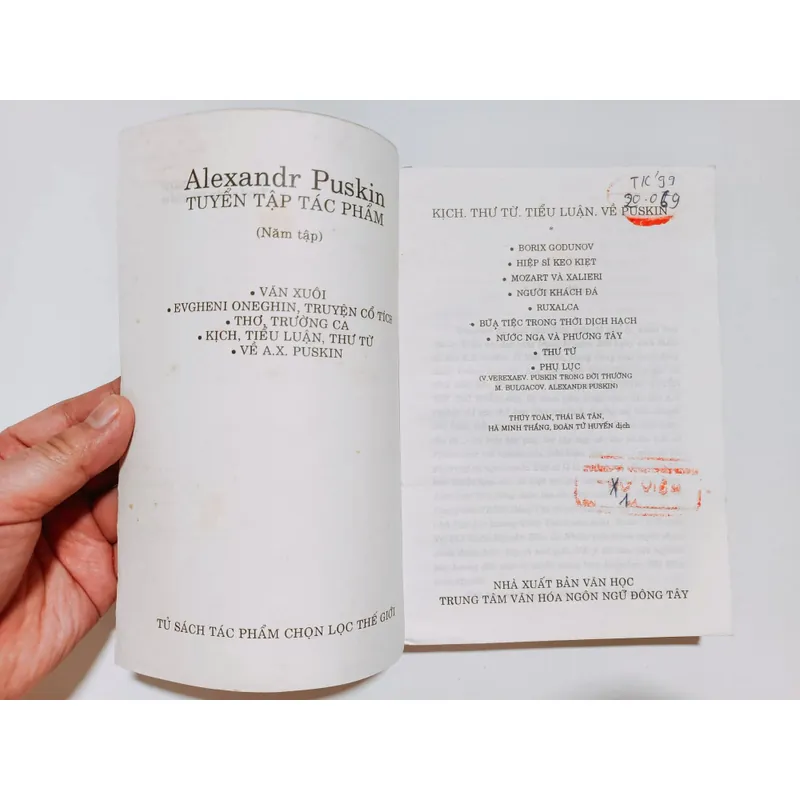 Alexandr Puskin
TUYỂN TẬP TÁC PHẨM
(Năm tập)
• VĂN XUÔI
• EVGHENI ONEGHIN, TRUYỆN CỔ TÍCH
• THƠ, TRƯỜNG CA
• KỊCH, TIỂU LUẬN, THƯ TỪ
• VỀ A.X. PUSKIN
TỦ SÁCH TÁC PHẨM CHỌN LỌC THẾ GIỚI
TK'99
KỊCH. THƯ TỪ. TIỂU LUẬN. VỀ PUSKIN
• BORIX GODUNOV
• HIỆP SĨ KEO KIỆT
• MOZART VÀ XALIERI
• NGƯỜI KHÁCH ĐÁ
• RUXALCA
• BỮA TIỆC TRONG THỜI DỊCH HẠCH
• NƯỚC NGA VÀ PHƯƠNG TÂY
• THƯ TỪ
• PHỤ LỤC
(V.VEREXAEV. PUSKIN TRONG ĐỜI THƯỜNG
M. BULGACOV. ALEXANDR PUSKIN)
THÚY TOÀN, THÁI BÁ TÂN,
HÀ MINH THẮNG, ĐOÀN TỬ HUYẾN dịch
NHÀ XUẤT BẢN VĂN HỌC
TRUNG TÂM VĂN HÓA NGÔN NGỮ ĐÔNG TÂY